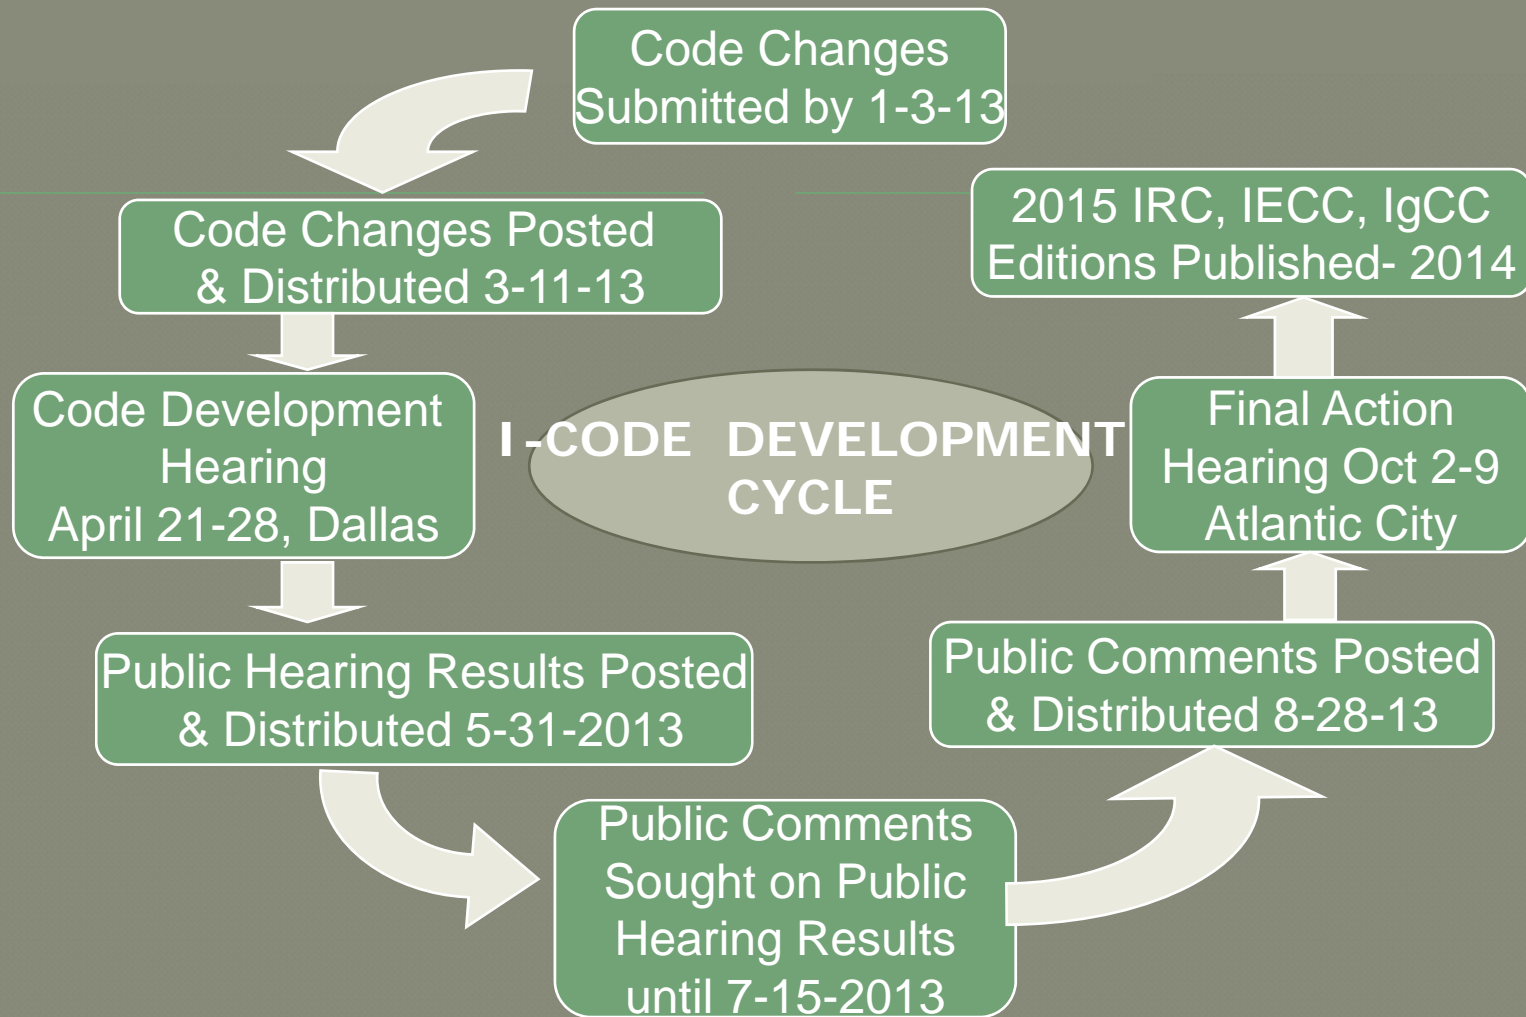 Code Changes
Submitted by 1-3-13
Code Changes Posted
& Distributed 3-11-13
Code Development
Hearing
April 21-28, Dallas
Public Hearing Results Posted
& Distributed 5-31-2013
Public Comments
Sought on Public
Hearing Results
until 7-15-2013
Public Comments Posted
& Distributed 8-28-13
Final Action
Hearing Oct 2-9
Atlantic City
2015 IRC, IECC, IgCC
Editions Published- 2014
I-CODE DEVELOPMENT
CYCLE